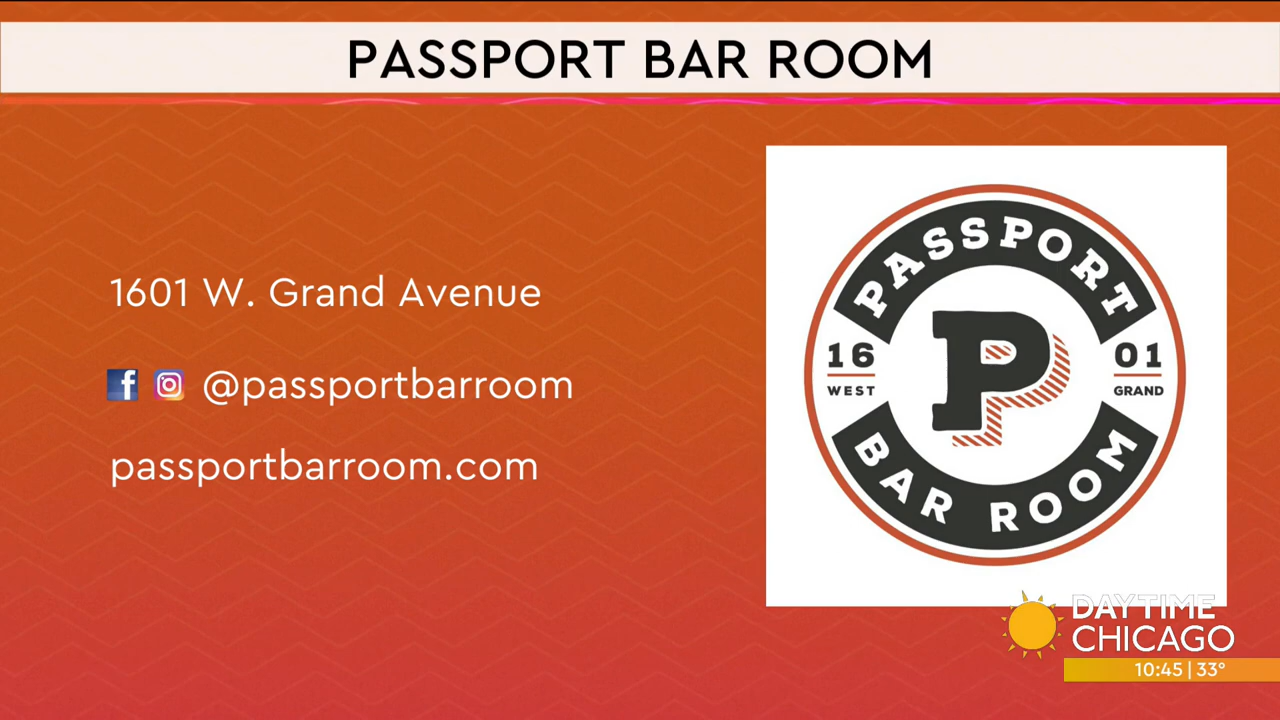 PASSPORT BAR ROOM
1601 W. Grand Avenue
@passportbarroom
passportbarroom.com
PASSPORT
P
16
WEST
01
GRAND
BAR ROOM
DAYTIME
CHICAGO
10:45 | 33°